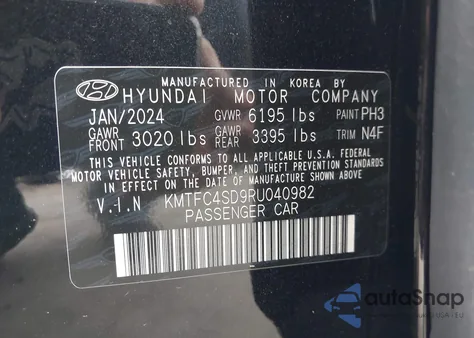 MANUFACTURED IN KOREA BY
HYUNDAI MOTOR COMPANY
JAN/2024 GVWR 6195 lbs PAINT PH3
GAWR FRONT 3020 lbs GAWR REAR 3395 lbs TRIM N4F
THIS VEHICLE CONFORMS TO ALL APPLICABLE U.S.A. FEDERAL
MOTOR VEHICLE SAFETY, BUMPER, AND THEFT PREVENTION
STANDARDS IN EFFECT ON THE DATE OF MANUFACTURE SHOWN ABOVE.
V.I.N KMTFC4SD9RU040982
PASSENGER CAR
autoSnap